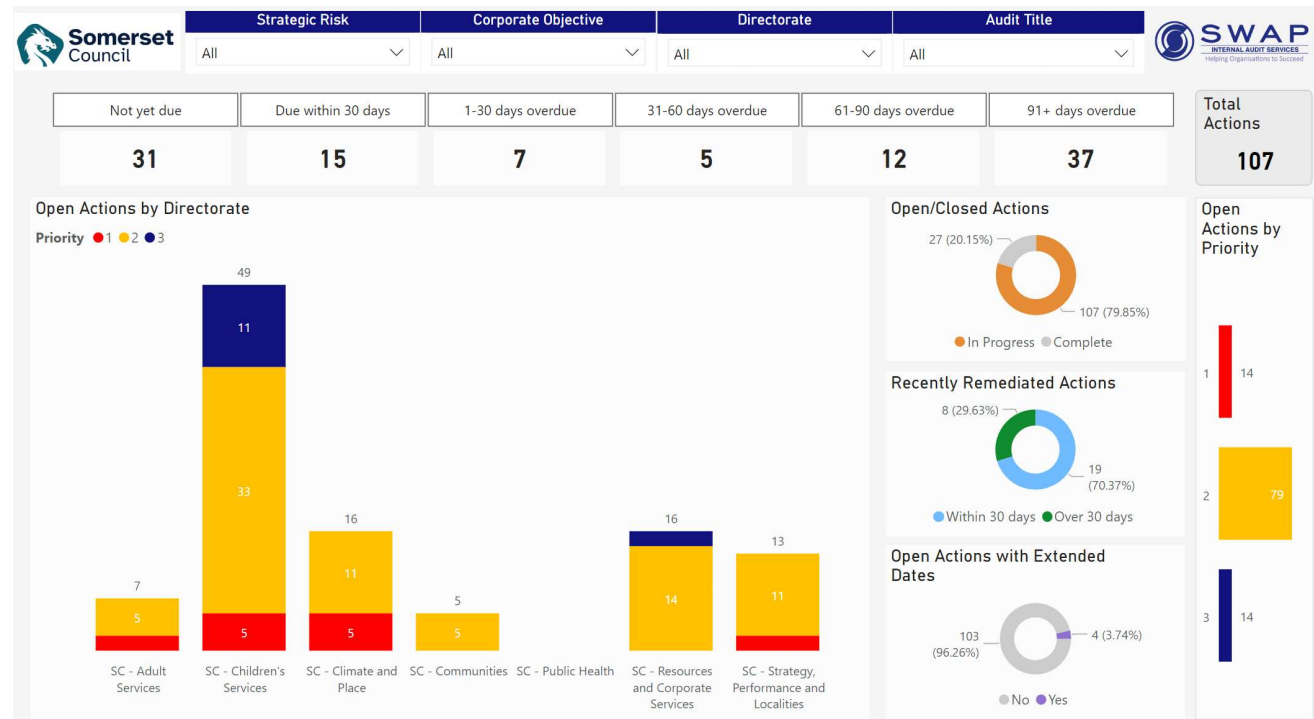 Somerset
Council
Strategic Risk
Corporate Objective
Directorate
Audit Title
All
All
All
All
SWAP
INTERNAL AUDIT SERVICES
Helping Organisations to Succeed
Not yet due
Due within 30 days
1-30 days overdue
31-60 days overdue
61-90 days overdue
91+ days overdue
31
15
7
5
12
37
Total
Actions
107
Open Actions by Directorate
Priority 1 2 3
49
11
33
5
16
11
5
7
5
5
5
16
14
13
11
SC - Adult
Services
SC - Children's
Services
SC - Climate and
Place
SC - Communities
SC - Public Health
SC - Resources
and Corporate
Services
SC - Strategy,
Performance and
Localities
Open/Closed Actions
27 (20.15%)
107 (79.85%)
In Progress Complete
Recently Remediated Actions
8 (29.63%)
19
(70.37%)
Within 30 days Over 30 days
Open Actions with Extended
Dates
103
(96.26%)
4 (3.74%)
No Yes
Open
Actions by
Priority
1 14
2 79
3 14